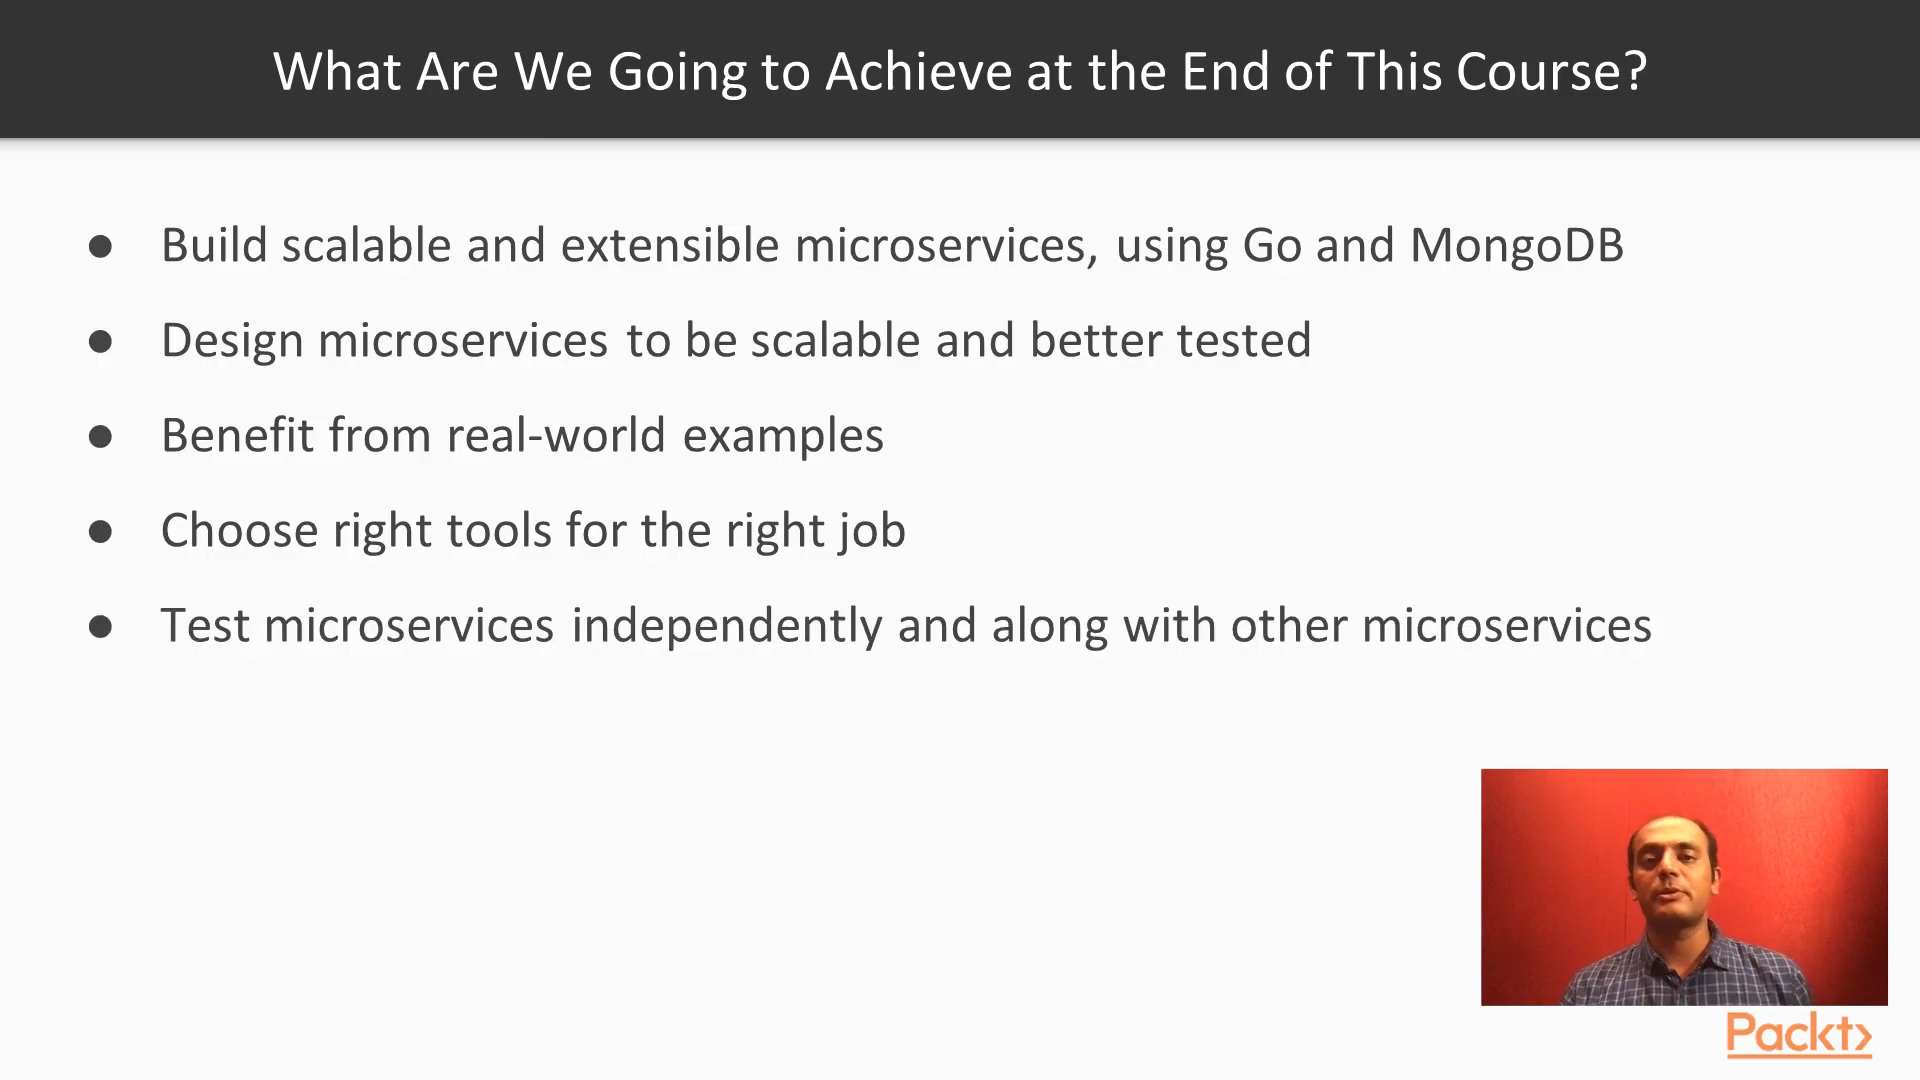 What Are We Going to Achieve at the End of This Course?
● Build scalable and extensible microservices, using Go and MongoDB
● Design microservices to be scalable and better tested
● Benefit from real-world examples
● Choose right tools for the right job
● Test microservices independently and along with other microservices
Packt>